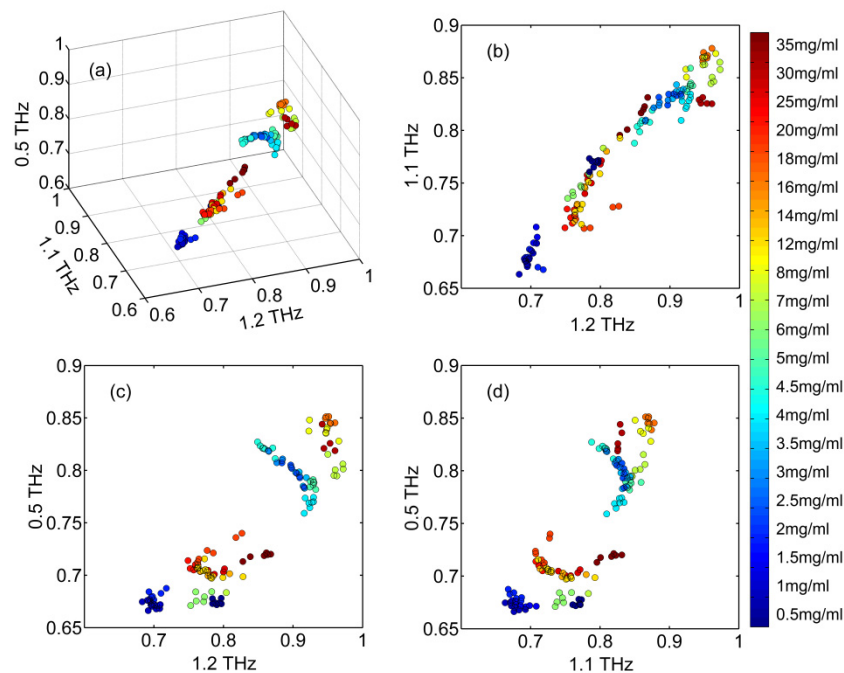 (a)
1
0.9
0.8
0.7
0.6
0.5 THz
1
0.9
0.8
0.7
0.6
1.1 THz
0.6
0.7
0.8
0.9
1
1.2 THz
(b)
0.9
0.85
0.8
0.75
0.7
0.65
1.1 THz
0.7
0.8
0.9
1
1.2 THz
35mg/ml
30mg/ml
25mg/ml
20mg/ml
18mg/ml
16mg/ml
14mg/ml
12mg/ml
8mg/ml
7mg/ml
6mg/ml
5mg/ml
4.5mg/ml
4mg/ml
3.5mg/ml
3mg/ml
2.5mg/ml
2mg/ml
1.5mg/ml
1mg/ml
0.5mg/ml
(c)
0.9
0.85
0.8
0.75
0.7
0.65
0.5 THz
0.7
0.8
0.9
1
1.2 THz
(d)
0.9
0.85
0.8
0.75
0.7
0.65
0.5 THz
0.7
0.8
0.9
1
1.1 THz